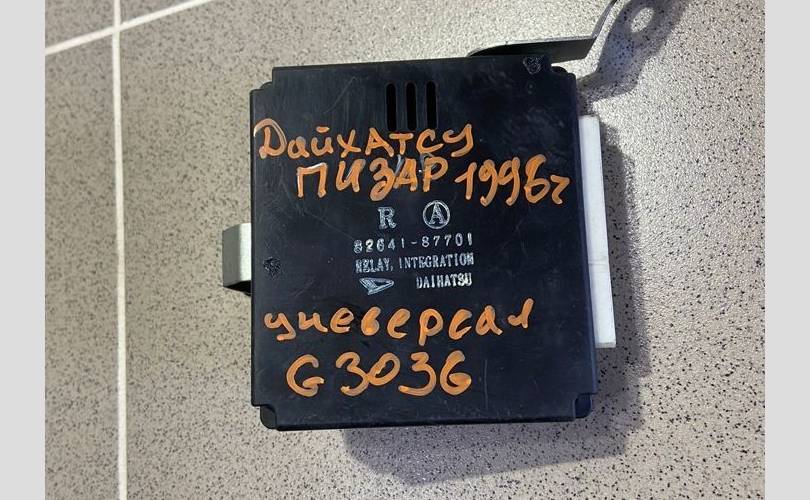 ДайхАтсу
ПИЗАР 1996г
R A
82641-87701
RELAY, INTEGRATION
DAIHATSU
универсал
G303G